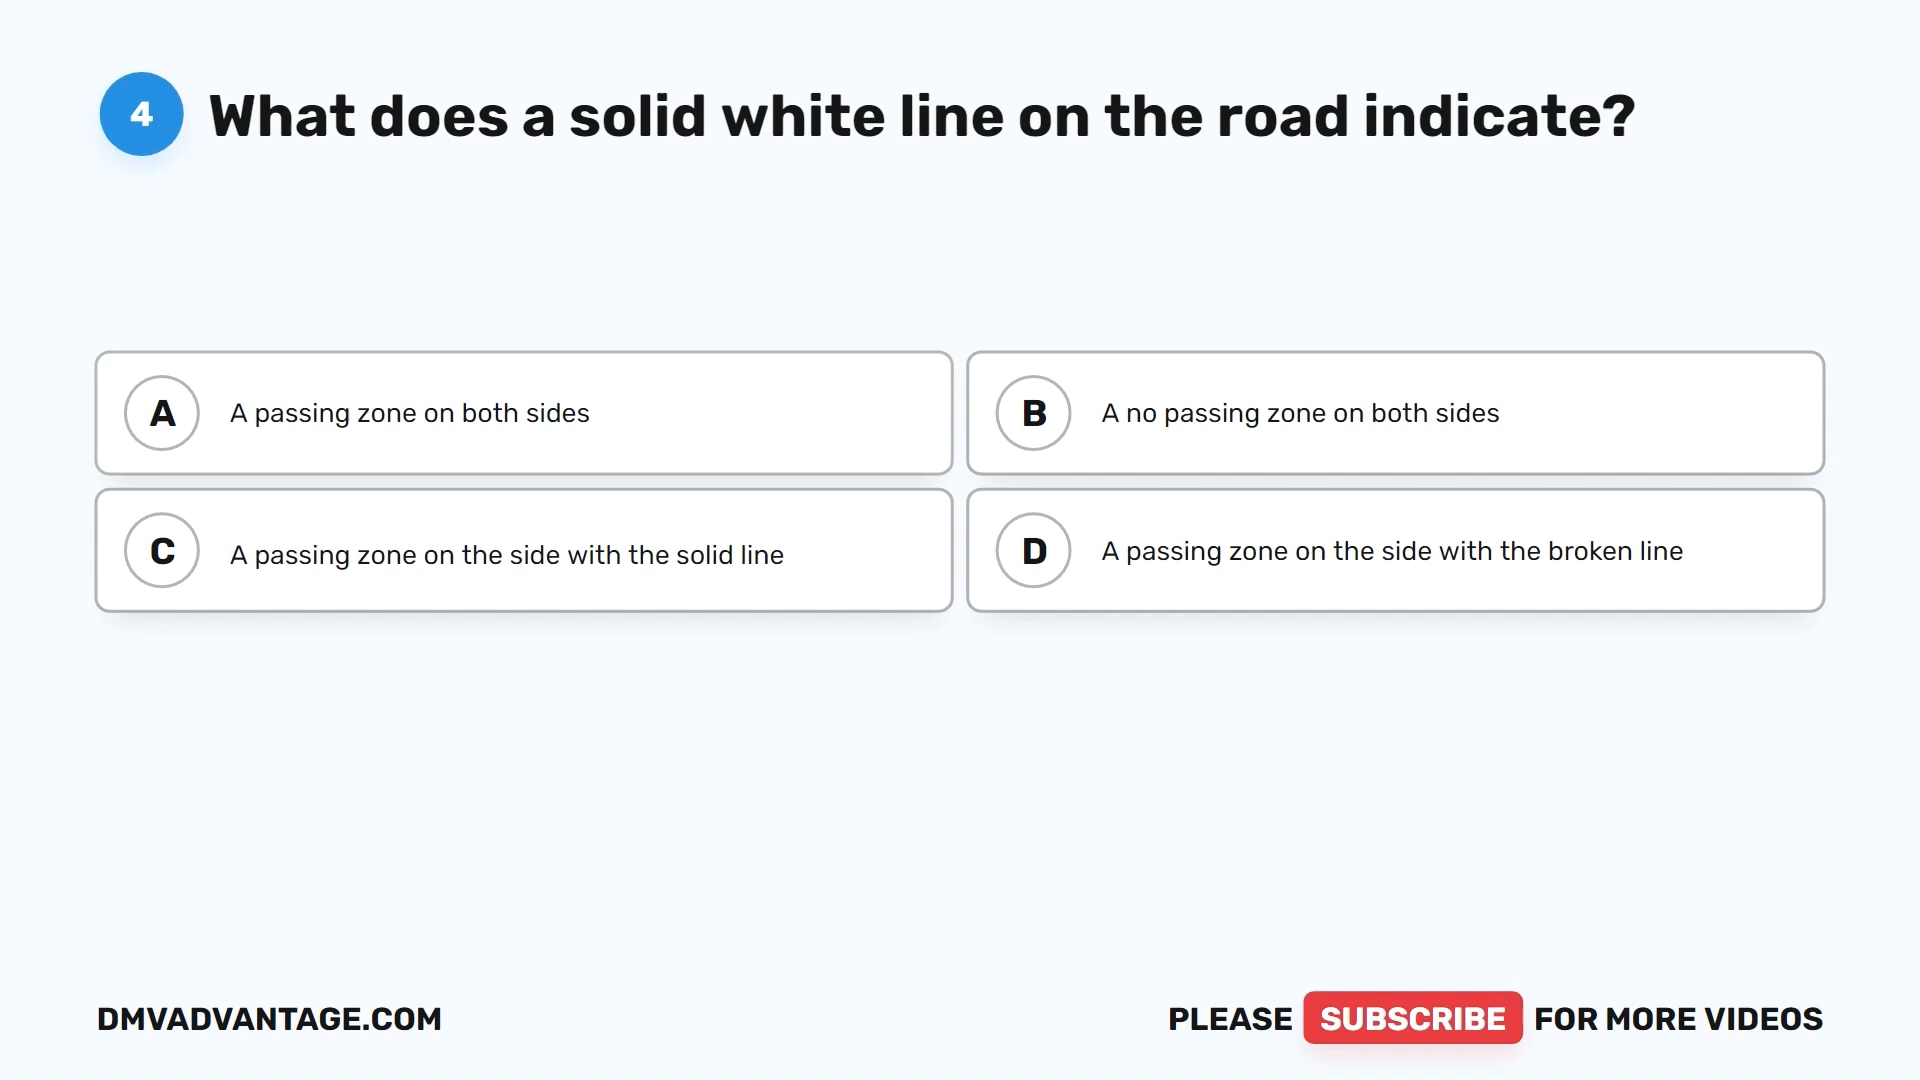 4
What does a solid white line on the road indicate?
A
A passing zone on both sides
B
A no passing zone on both sides
C
A passing zone on the side with the solid line
D
A passing zone on the side with the broken line
DMVADVANTAGE.COM
PLEASE SUBSCRIBE FOR MORE VIDEOS